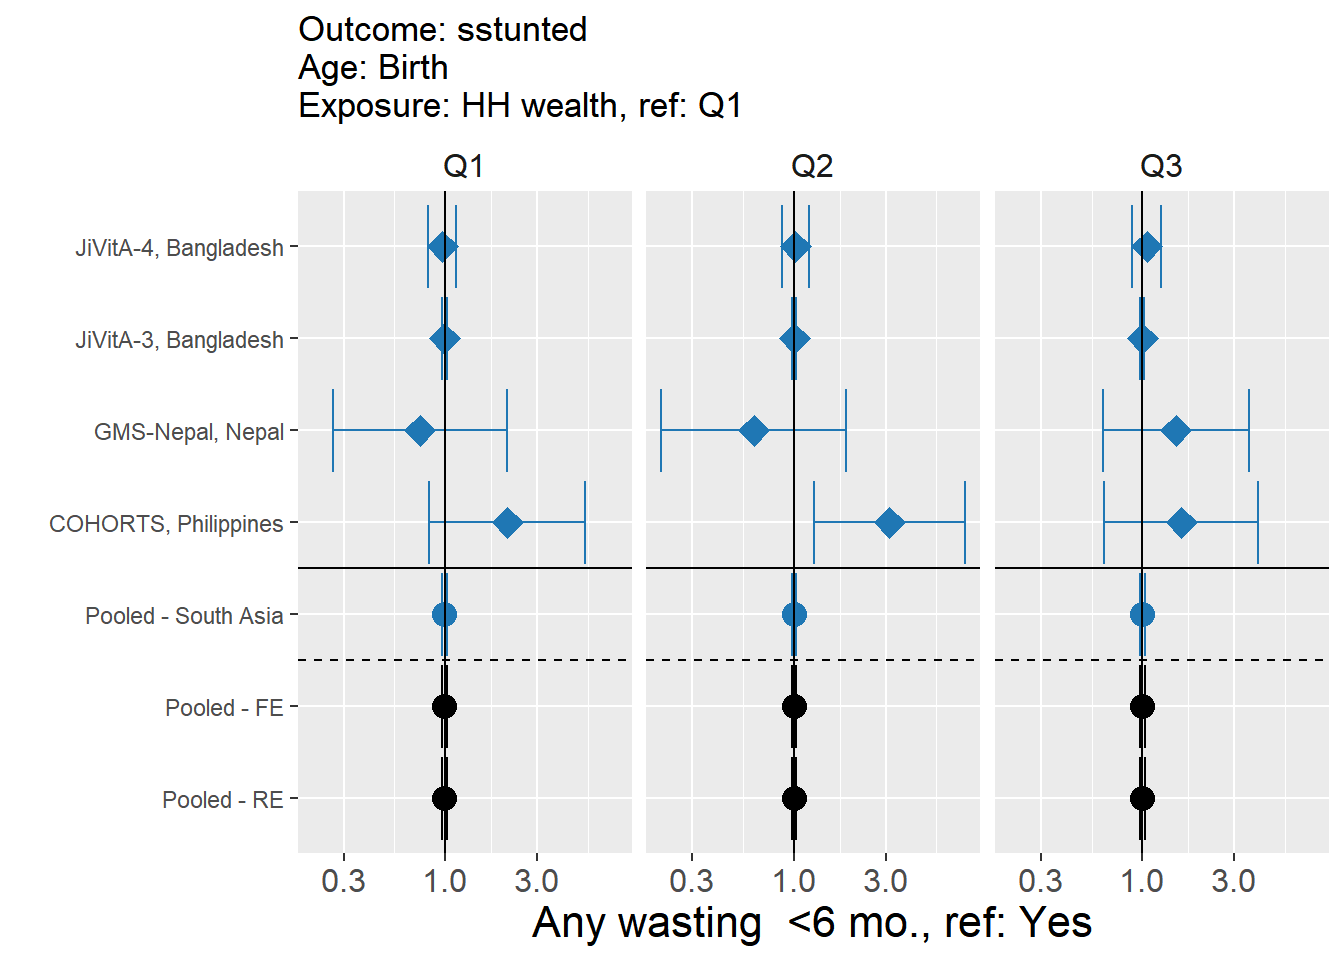 Outcome: sstunted
Age: Birth
Exposure: HH wealth, ref: Q1
Q1 Q2 Q3
JiVitA-4, Bangladesh
JiVitA-3, Bangladesh
GMS-Nepal, Nepal
COHORTS, Philippines
Pooled - South Asia
Pooled - FE
Pooled - RE
0.3 1.0 3.0 0.3 1.0 3.0 0.3 1.0 3.0
Any wasting  <6 mo., ref: Yes